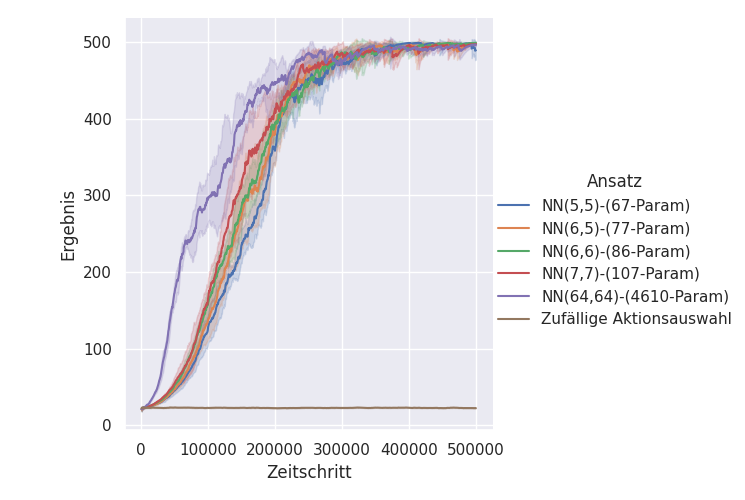 500
400
300
200
100
0
Ergebnis
0 100000 200000 300000 400000 500000
Zeitschritt
Ansatz
NN(5,5)-(67-Param)
NN(6,5)-(77-Param)
NN(6,6)-(86-Param)
NN(7,7)-(107-Param)
NN(64,64)-(4610-Param)
Zufällige Aktionsauswahl